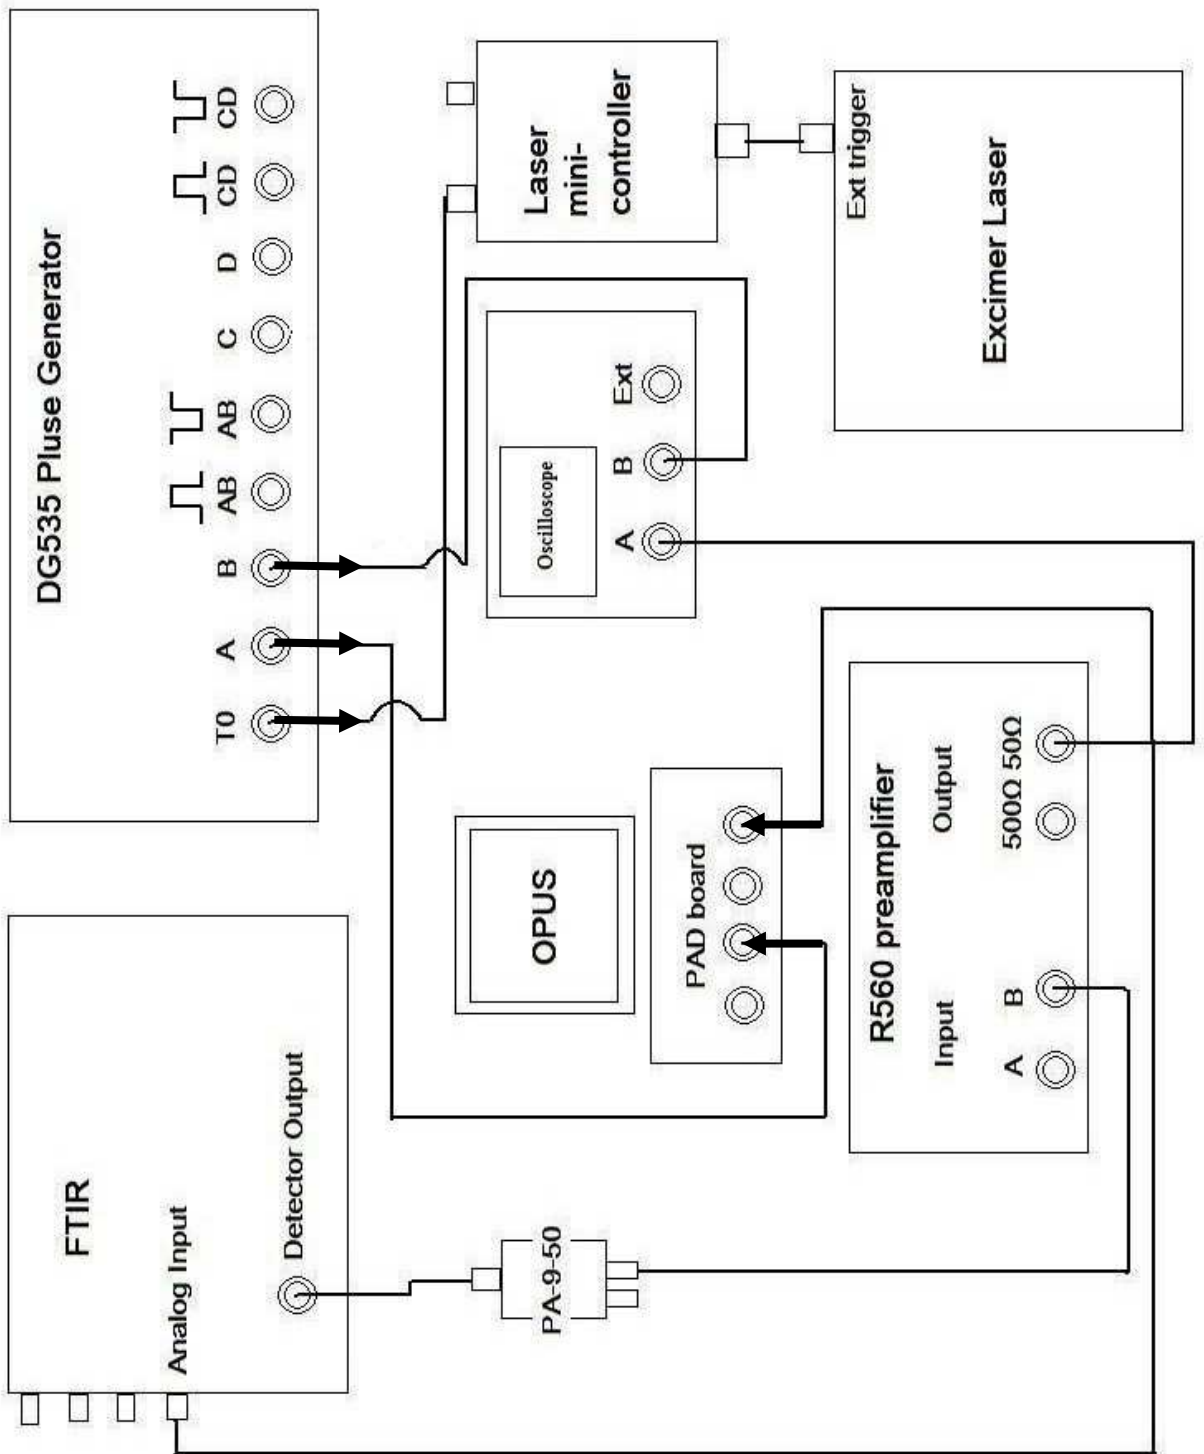 FTIR
Analog Input
Detector Output
PA-9-50
DG535 Pluse Generator
T0 A B AB AB C D CD CD
OPUS
PAD board
R560 preamplifier
Input
Output
A B
500Ω 50Ω
Oscilloscope
A B Ext
Laser
mini-
controller
Ext trigger
Excimer Laser